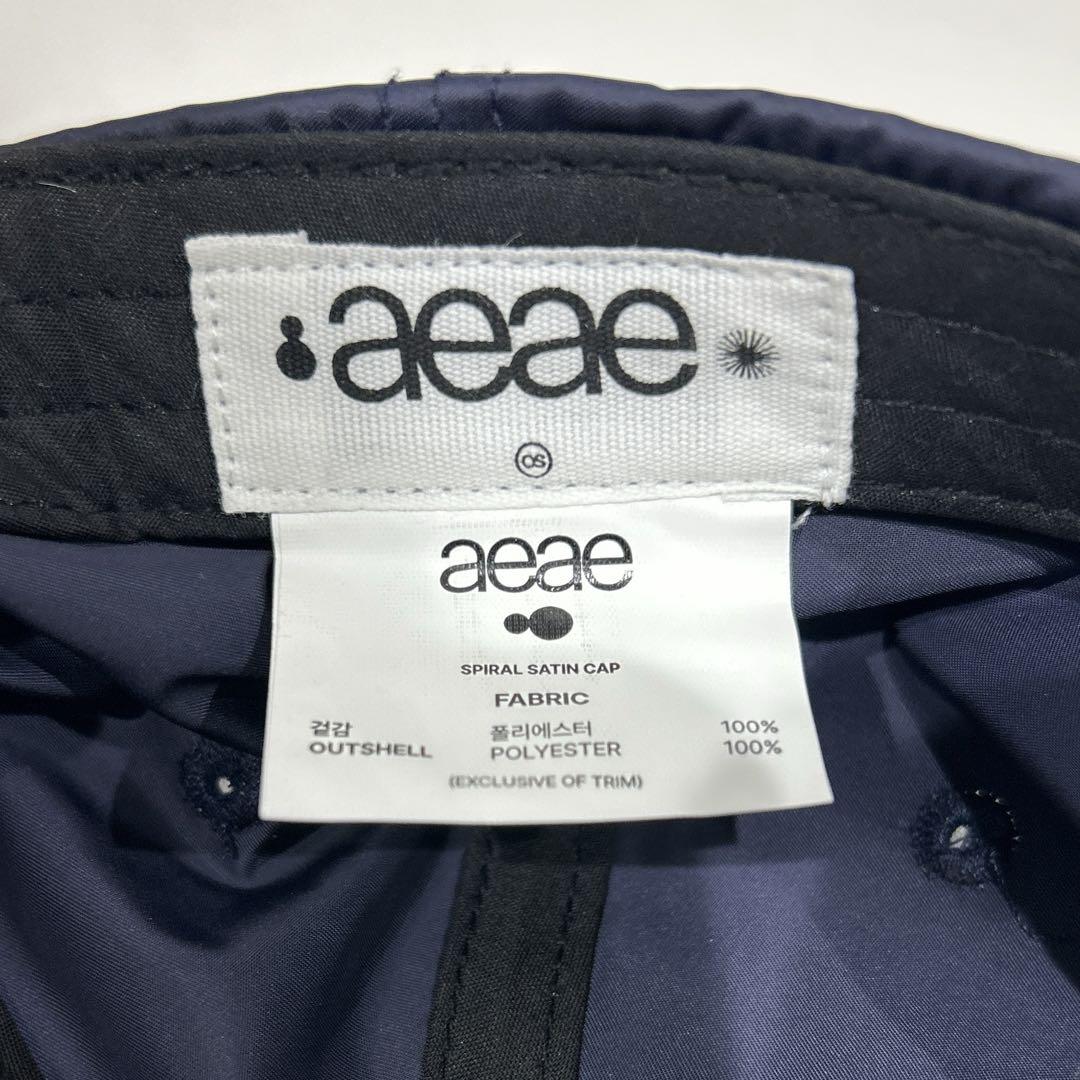 aeae
OS
aeae
SPIRAL SATIN CAP
FABRIC
겉감 폴리에스터 100%
OUTSHELL POLYESTER 100%
(EXCLUSIVE OF TRIM)